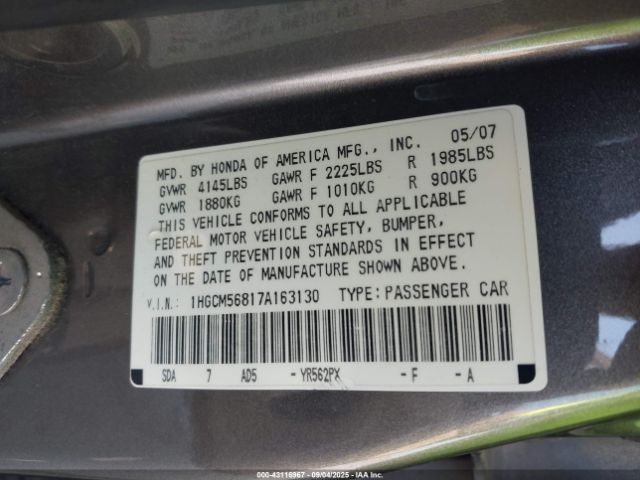 MFD. BY HONDA OF AMERICA MFG., INC. 05/07
GVWR 4145LBS GAWR F 2225LBS R 1985LBS
GVWR 1880KG GAWR F 1010KG R 900KG
THIS VEHICLE CONFORMS TO ALL APPLICABLE
FEDERAL MOTOR VEHICLE SAFETY, BUMPER,
AND THEFT PREVENTION STANDARDS IN EFFECT
ON THE DATE OF MANUFACTURE SHOWN ABOVE.
V.I.N.: 1HGCM56817A163130 TYPE: PASSENGER CAR
SDA 7 AD5 -YR562PX -F -A
000-43116967 | 09/04/2025 | IAA Inc.